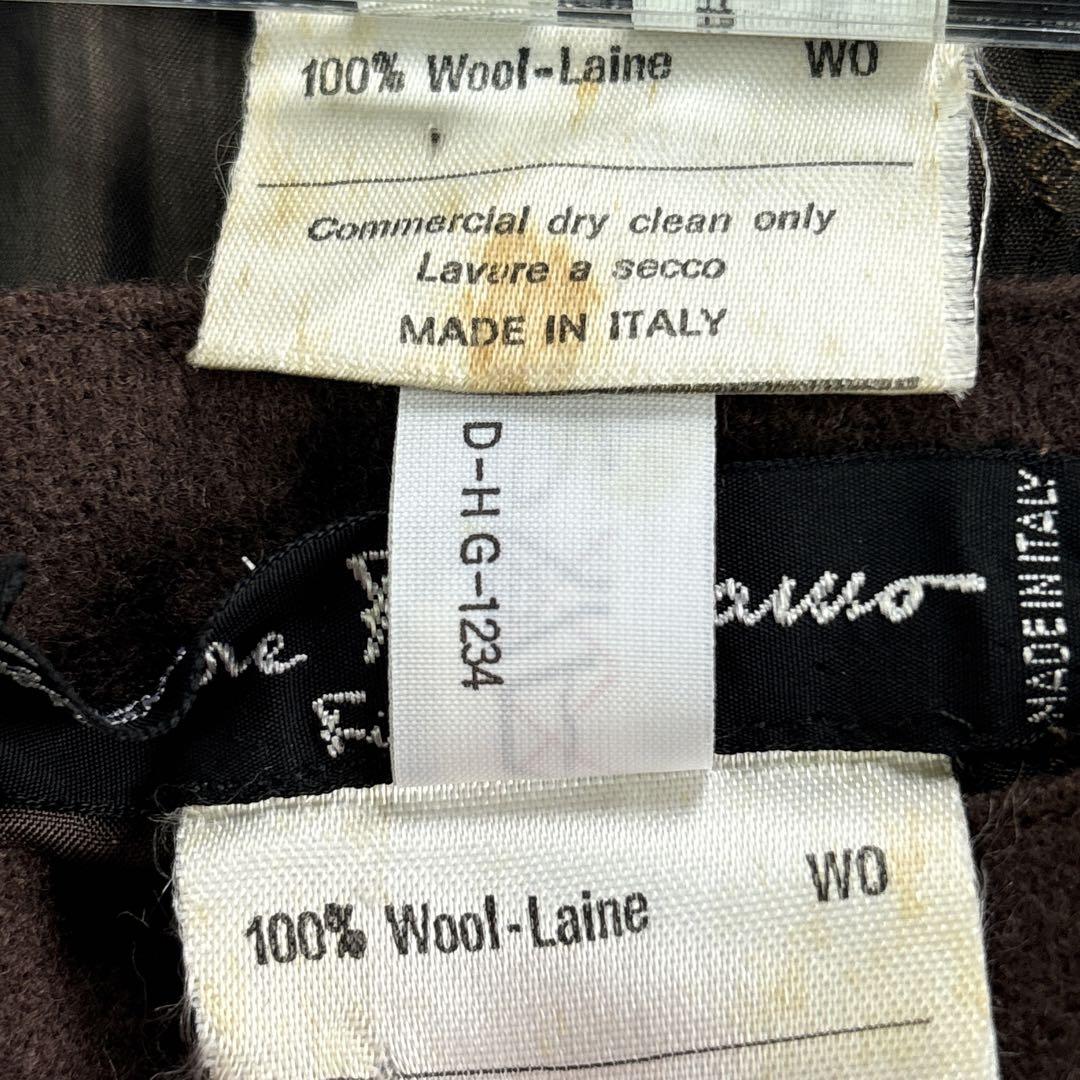 100% Wool-Laine WO
Commercial dry clean only
Lavare a secco
MADE IN ITALY
D-HG-1234
MADE IN ITALY
100% Wool-Laine WO